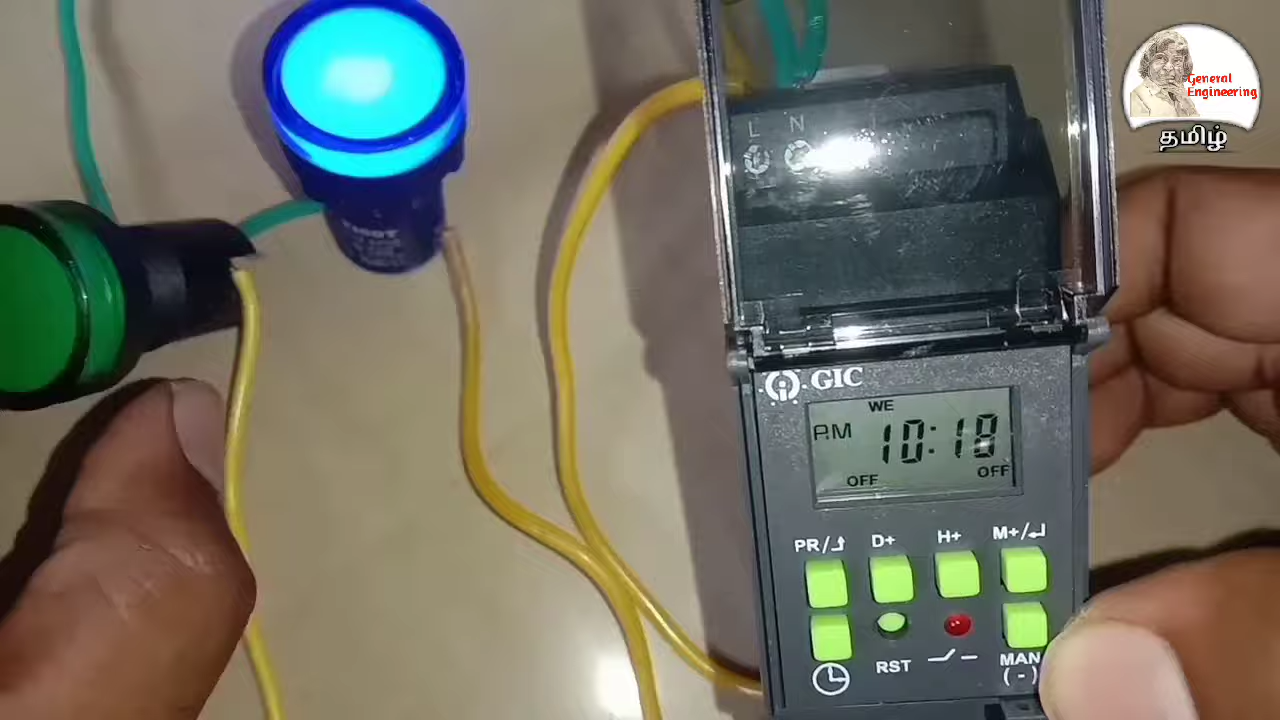 General
Engineering
தமிழ்
L N
GIC
WE
PM 10:18
OFF OFF
PR/ D+ H+ M+/
RST MAN
(-)